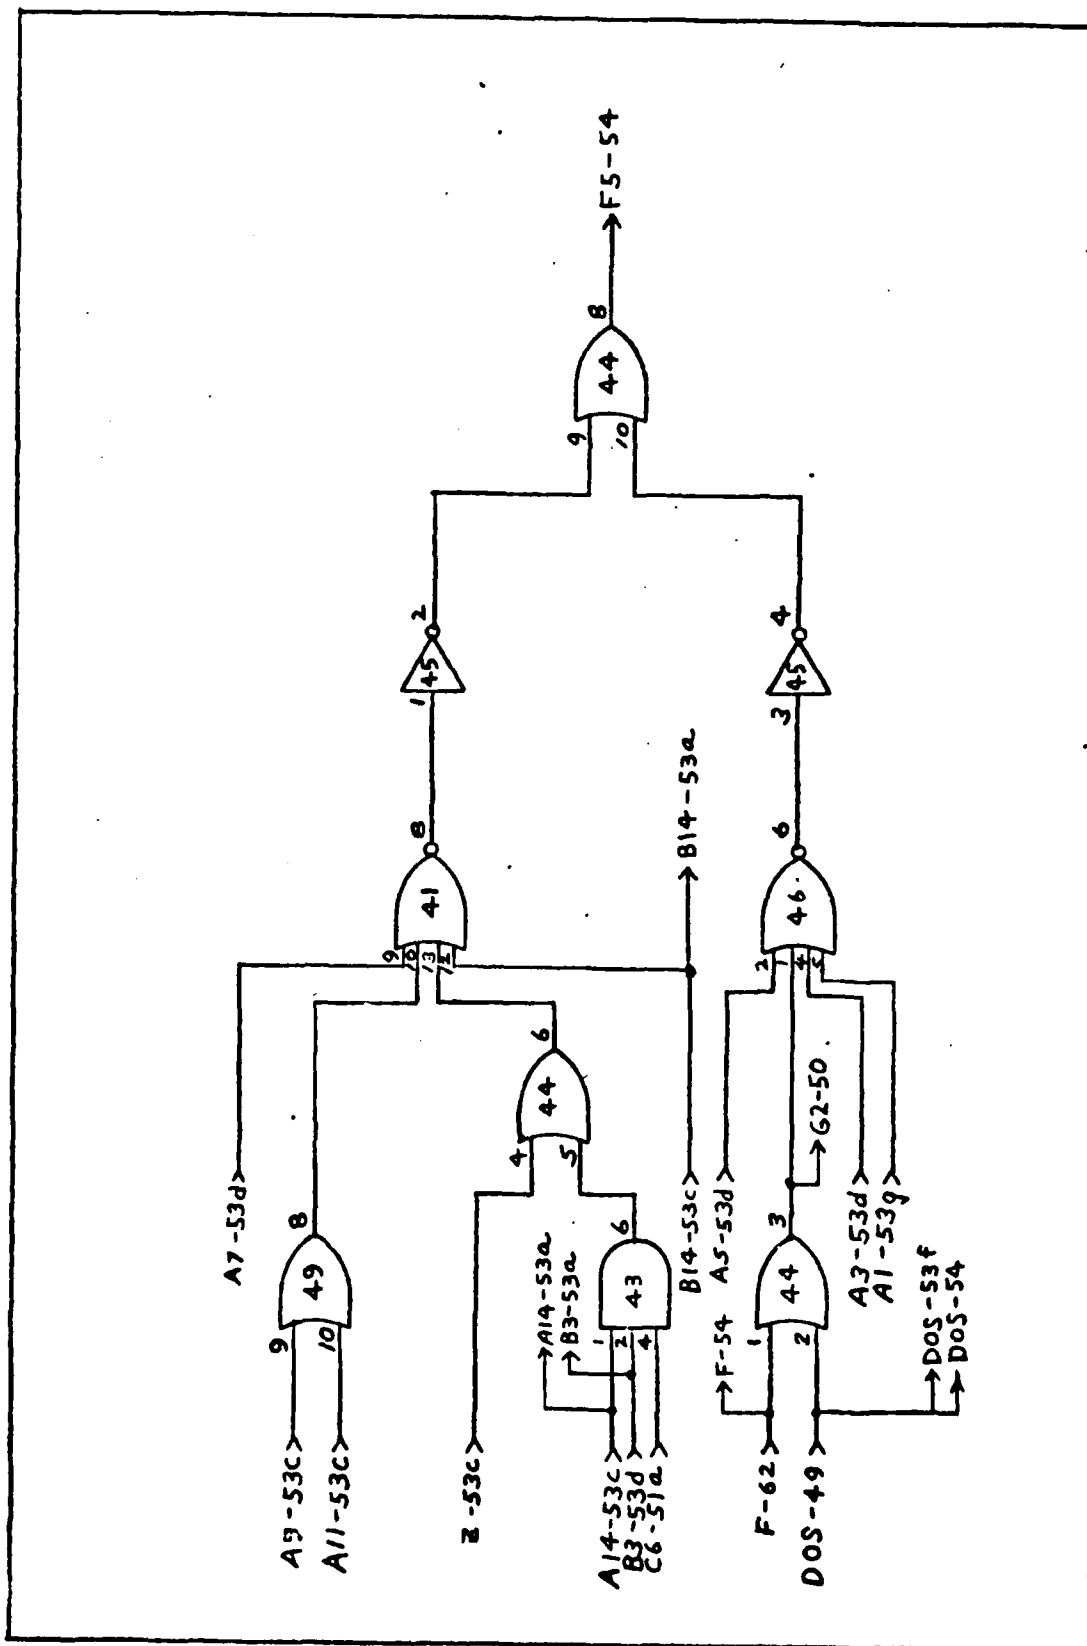 A9-53c
A11-53c
9
10
49
8
A7-53d
Z-53c
A14-53a
B3-53a
A14-53c
B3-53d
C6-51a
1
2
4
43
6
4
5
44
6
9
10
13
12
41
8
1
45
2
B14-53c
B14-53a
F-54
F-62
DOS-49
1
2
44
3
G2-50
DOS-53f
DOS-54
A5-53d
A3-53d
A1-53g
2
1
4
5
46
6
3
45
4
9
10
44
8
F5-54